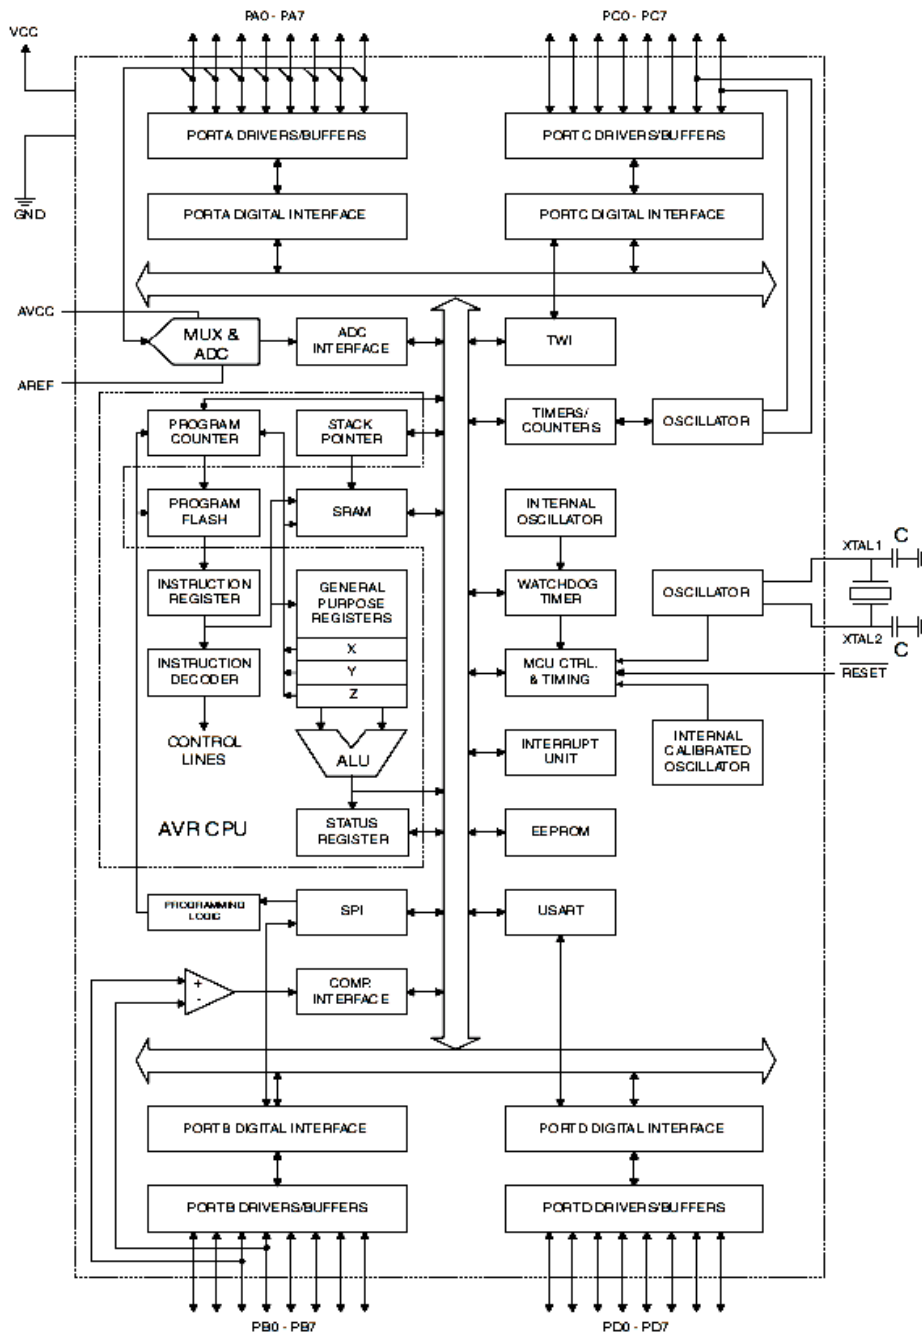 PA0 - PA7
PC0 - PC7
VCC
GND
PORTA DRIVERS/BUFFERS
PORTC DRIVERS/BUFFERS
PORTA DIGITAL INTERFACE
PORTC DIGITAL INTERFACE
AVCC
AREF
MUX &
ADC
ADC
INTERFACE
TWI
PROGRAM
COUNTER
STACK
POINTER
TIMERS/
COUNTERS
OSCILLATOR
PROGRAM
FLASH
SRAM
INTERNAL
OSCILLATOR
XTAL1
C
INSTRUCTION
REGISTER
GENERAL
PURPOSE
REGISTERS
X
Y
Z
WATCHDOG
TIMER
OSCILLATOR
XTAL2
C
INSTRUCTION
DECODER
MCU CTRL.
& TIMING
RESET
CONTROL
LINES
ALU
INTERRUPT
UNIT
INTERNAL
CALIBRATED
OSCILLATOR
AVR CPU
STATUS
REGISTER
EEPROM
PROGRAMMING
LOGIC
SPI
USART
+
-
COMP.
INTERFACE
PORTB DIGITAL INTERFACE
PORTD DIGITAL INTERFACE
PORTB DRIVERS/BUFFERS
PORTD DRIVERS/BUFFERS
PB0 - PB7
PD0 - PD7